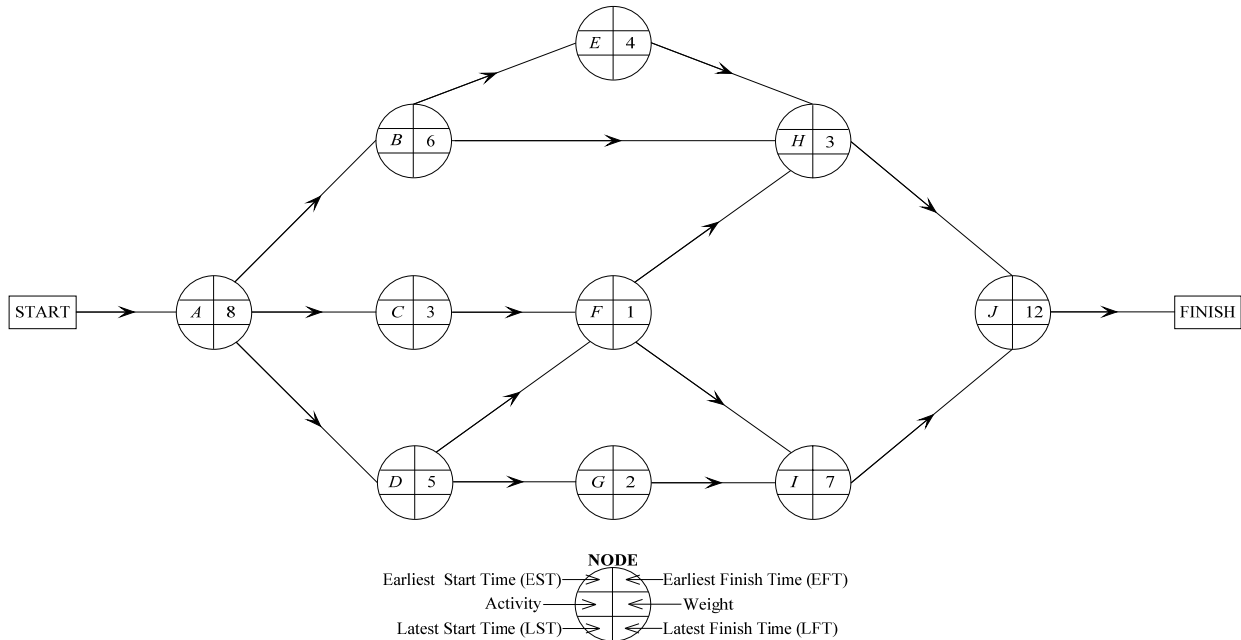 E 4
B 6
H 3
START
A 8
C 3
F 1
J 12
FINISH
D 5
G 2
I 7
NODE
Earliest Start Time (EST)
Earliest Finish Time (EFT)
Activity
Weight
Latest Start Time (LST)
Latest Finish Time (LFT)